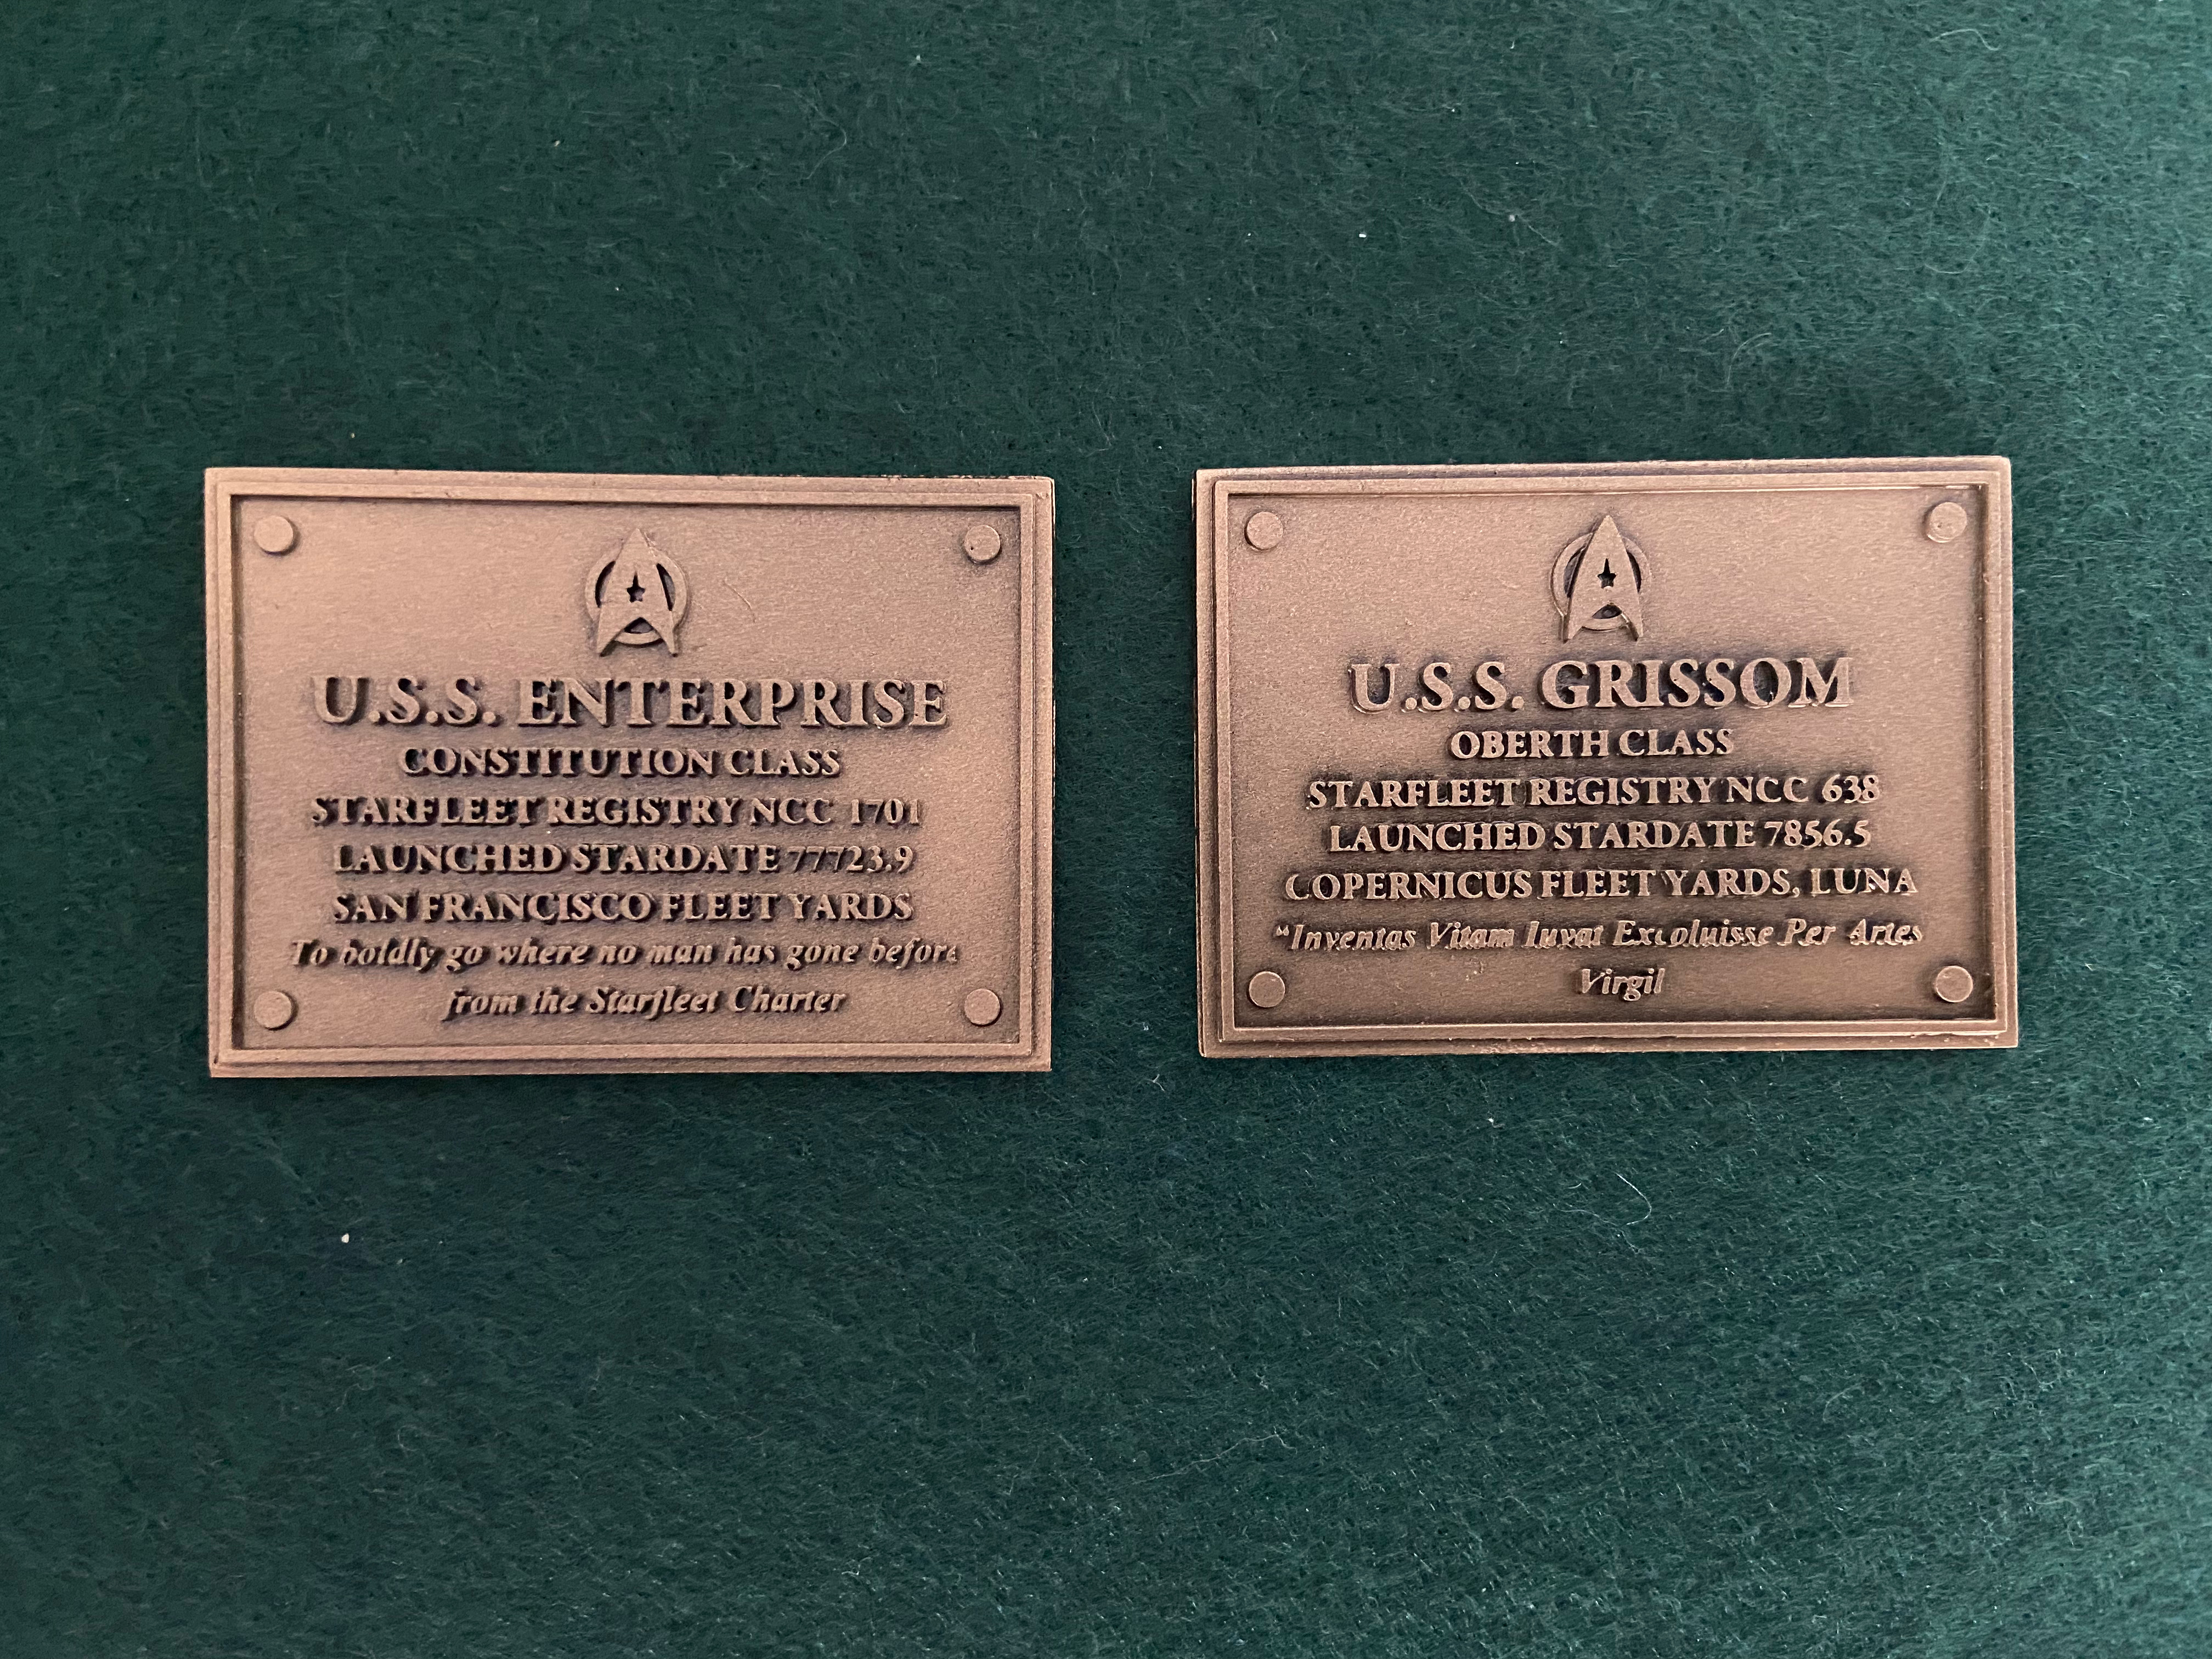 U.S.S. ENTERPRISE
CONSTITUTION CLASS
STARFLEET REGISTRY NCC 1701
LAUNCHED STARDATE 77723.9
SAN FRANCISCO FLEET YARDS
To boldly go where no man has gone before
from the Starfleet Charter
U.S.S. GRISSOM
OBERTH CLASS
STARFLEET REGISTRY NCC 638
LAUNCHED STARDATE 7856.5
COPERNICUS FLEET YARDS, LUNA
"Inventas Vitam Iuvat Excoluisse Per Artes
Virgil